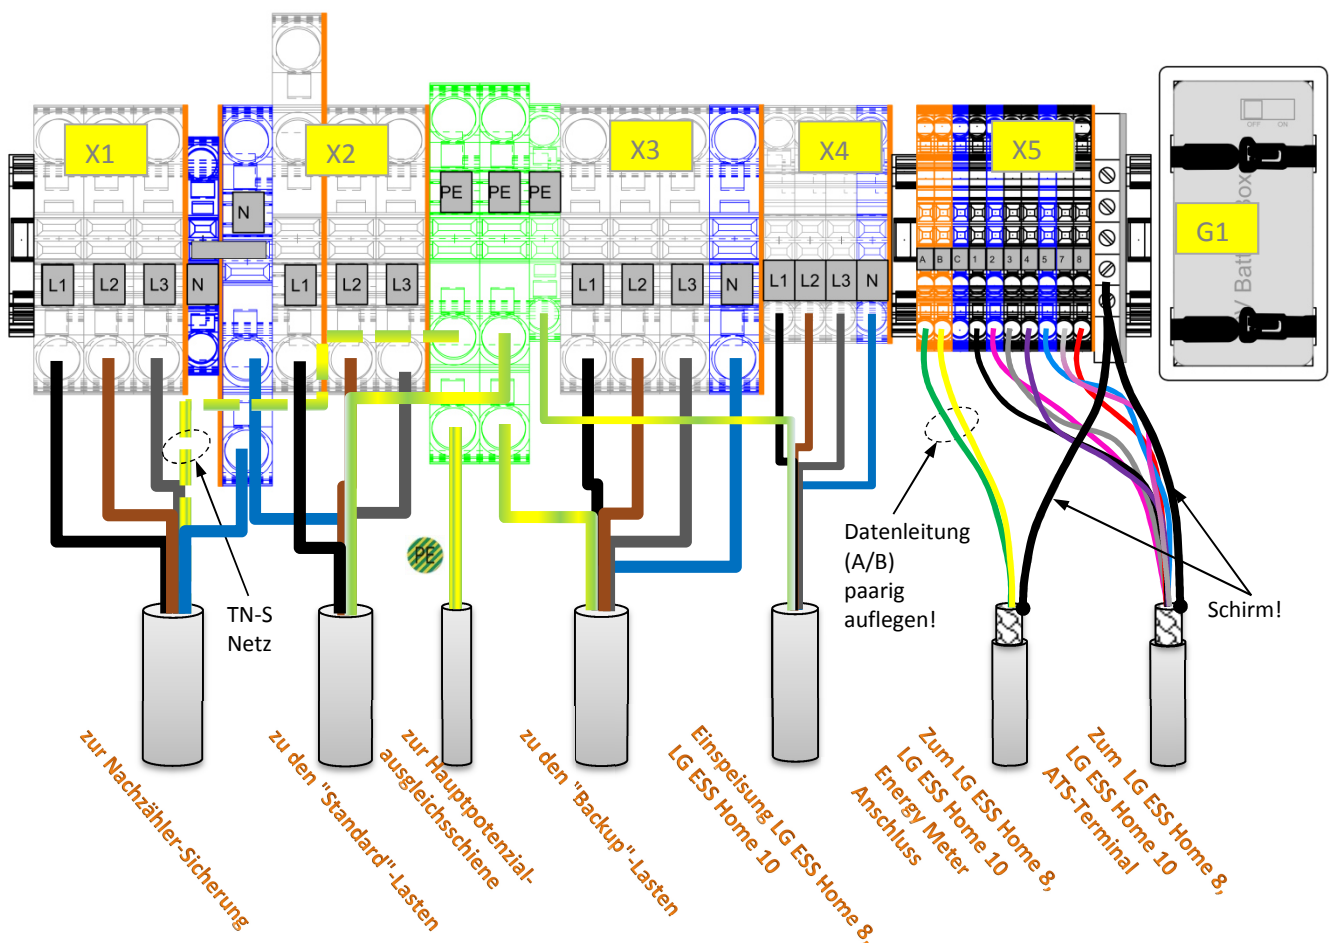 X1
X2
X3
X4
X5
G1
OFF
ON
PE
PE
PE
N
A
B
C
1
2
3
4
5
7
8
L1
L2
L3
N
L1
L2
L3
L1
L2
L3
N
L1
L2
L3
N
PE
TN-S
Netz
Datenleitung
(A/B)
paarig
auflegen!
Schirm!
zur Nachzähler-Sicherung
zu den "Standard"-Lasten
zur Hauptpotenzial-
ausgleichsschiene
zu den "Backup"-Lasten
Einspeisung LG ESS Home 8,
LG ESS Home 10
Zum LG ESS Home 8,
LG ESS Home 10
Energy Meter
Anschluss
Zum LG ESS Home 8,
LG ESS Home 10
ATS-Terminal